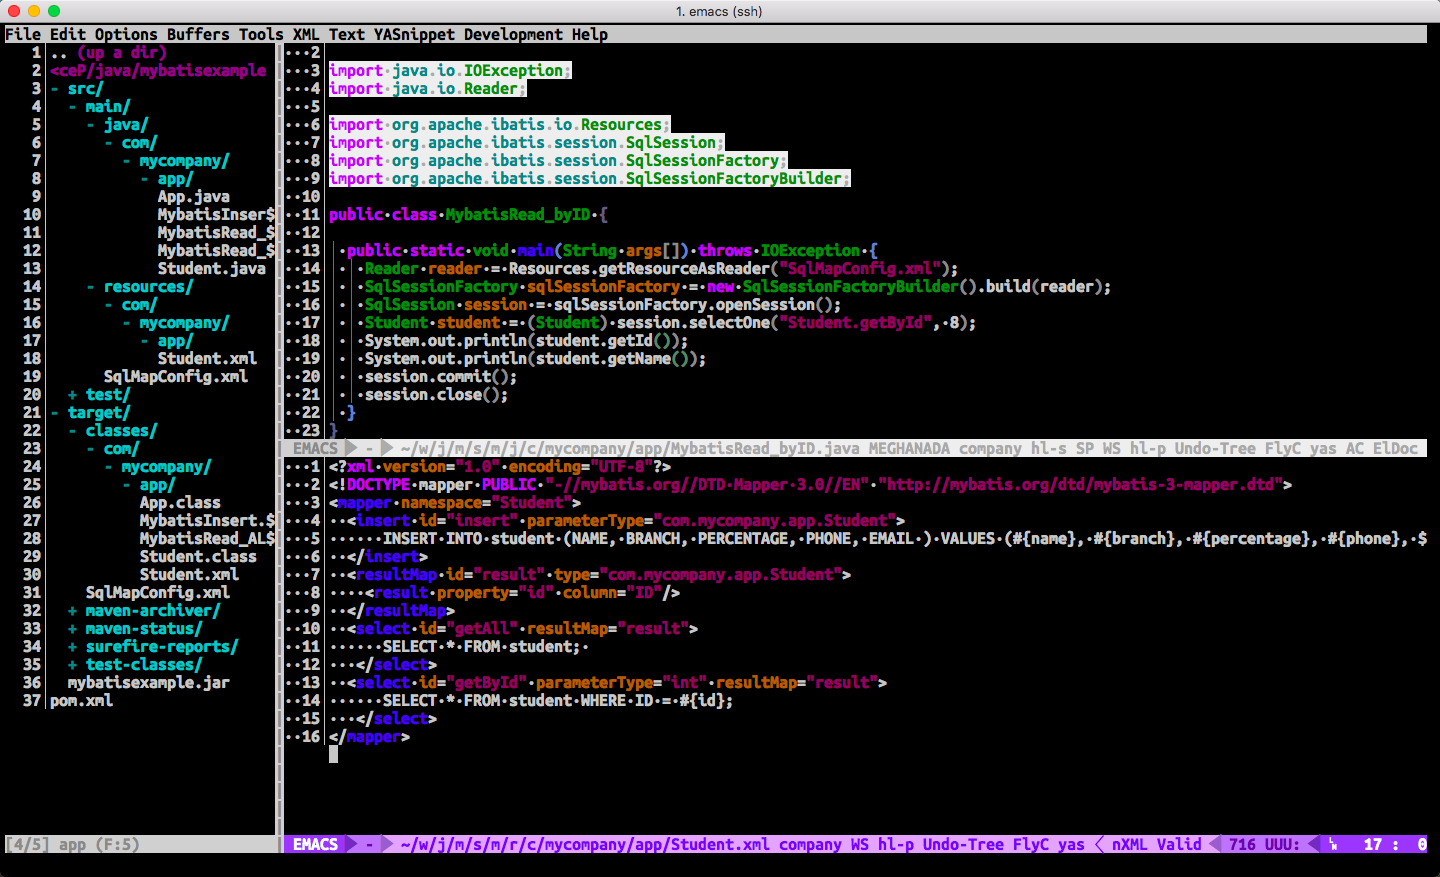 1. emacs (ssh)
File Edit Options Buffers Tools XML Text YASnippet Development Help
1 .. (up a dir)
2 <ceP/java/mybatisexample
3 - src/
4 - main/
5 - java/
6 - com/
7 - mycompany/
8 - app/
9 App.java
10 MybatisInser$
11 MybatisRead_$
12 MybatisRead_$
13 Student.java
14 - resources/
15 - com/
16 - mycompany/
17 - app/
18 Student.xml
19 SqlMapConfig.xml
20 + test/
21 - target/
22 - classes/
23 - com/
24 - mycompany/
25 - app/
26 App.class
27 MybatisInsert.$
28 MybatisRead_AL$
29 Student.class
30 Student.xml
31 SqlMapConfig.xml
32 + maven-archiver/
33 + maven-status/
34 + surefire-reports/
35 + test-classes/
36 mybatisexample.jar
37 pom.xml
[4/5] app (F:5)
···2
···3 import·java.io.IOException;
···4 import·java.io.Reader;
···5
···6 import·org.apache.ibatis.io.Resources;
···7 import·org.apache.ibatis.session.SqlSession;
···8 import·org.apache.ibatis.session.SqlSessionFactory;
···9 import·org.apache.ibatis.session.SqlSessionFactoryBuilder;
··10
··11 public·class·MybatisRead_byID·{
··12
··13 ·public·static·void·main(String·args[])·throws·IOException·{
··14 · ·Reader·reader·=·Resources.getResourceAsReader("SqlMapConfig.xml");
··15 · ·SqlSessionFactory·sqlSessionFactory·=·new·SqlSessionFactoryBuilder().build(reader);
··16 · ·SqlSession·session·=·sqlSessionFactory.openSession();
··17 · ·Student·student·=·(Student)·session.selectOne("Student.getById",·8);
··18 · ·System.out.println(student.getId());
··19 · ·System.out.println(student.getName());
··20 · ·session.commit();
··21 · ·session.close();
··22 ·}
··23 }
EMACS - ~/w/j/m/s/m/j/c/mycompany/app/MybatisRead_byID.java MEGHANADA company hl-s SP WS hl-p Undo-Tree FlyC yas AC ElDoc
···1 <?xml·version="1.0"·encoding="UTF-8"?>
···2 <!DOCTYPE·mapper·PUBLIC·"-//mybatis.org//DTD·Mapper·3.0//EN"·"http://mybatis.org/dtd/mybatis-3-mapper.dtd">
···3 <mapper·namespace="Student">
···4 ··<insert·id="insert"·parameterType="com.mycompany.app.Student">
···5 ······INSERT·INTO·student·(NAME,·BRANCH,·PERCENTAGE,·PHONE,·EMAIL·)·VALUES·(#{name},·#{branch},·#{percentage},·#{phone},·$
···6 ··</insert>
···7 ··<resultMap·id="result"·type="com.mycompany.app.Student">
···8 ····<result·property="id"·column="ID"/>
···9 ··</resultMap>
··10 ··<select·id="getAll"·resultMap="result">
··11 ······SELECT·*·FROM·student;·
··12 ···</select>
··13 ··<select·id="getById"·parameterType="int"·resultMap="result">
··14 ······SELECT·*·FROM·student·WHERE·ID·=·#{id};
··15 ···</select>
··16 </mapper>
EMACS - ~/w/j/m/s/m/r/c/mycompany/app/Student.xml company WS hl-p Undo-Tree FlyC yas nXML Valid 716 UUU: 17 : 0